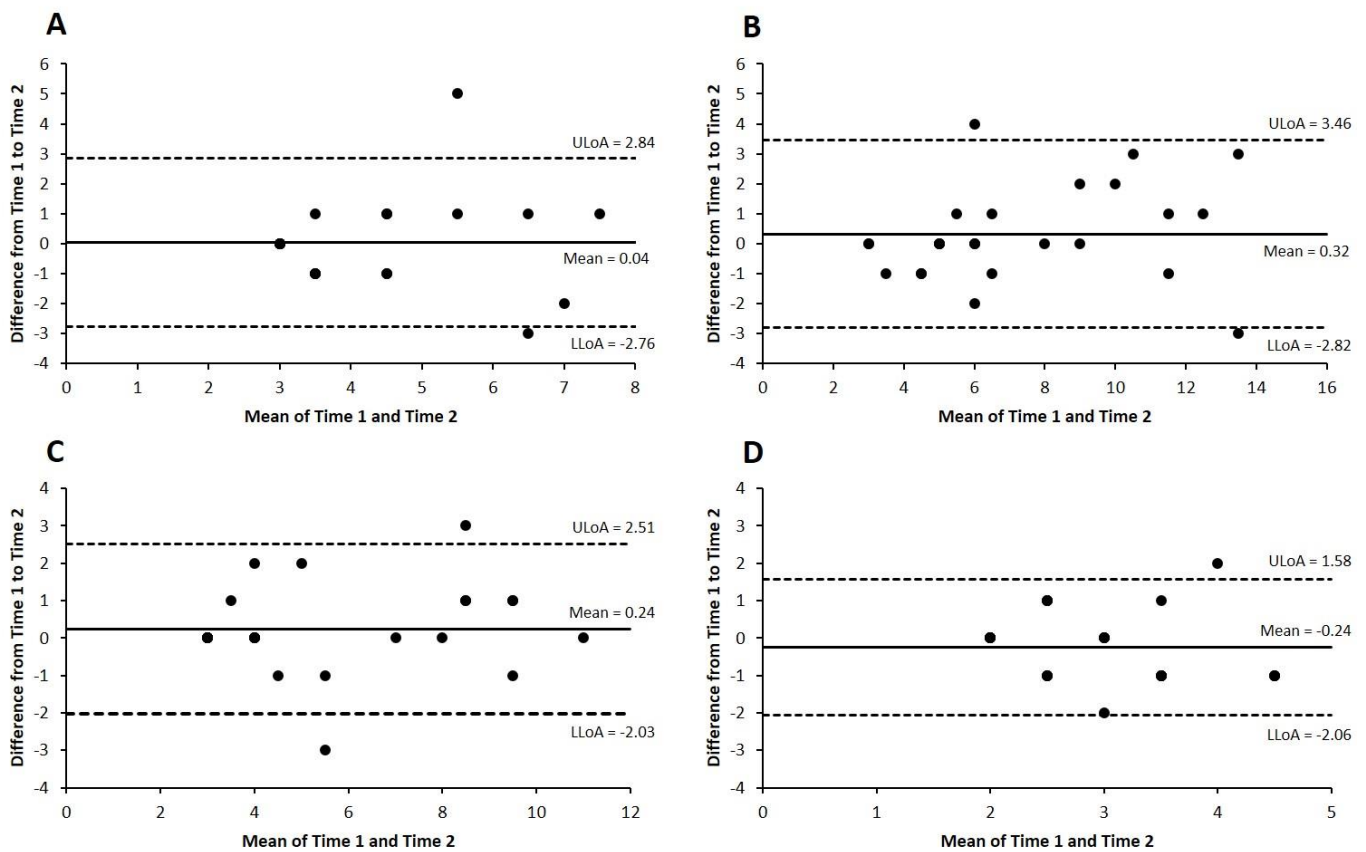 A
Difference from Time 1 to Time 2
6
5
4
3
2
1
0
-1
-2
-3
-4
ULoA = 2.84
Mean = 0.04
LLoA = -2.76
0 1 2 3 4 5 6 7 8
Mean of Time 1 and Time 2
B
Difference from Time 1 to Time 2
6
5
4
3
2
1
0
-1
-2
-3
-4
ULoA = 3.46
Mean = 0.32
LLoA = -2.82
0 2 4 6 8 10 12 14 16
Mean of Time 1 and Time 2
C
Difference from Time 1 to Time 2
4
3
2
1
0
-1
-2
-3
-4
ULoA = 2.51
Mean = 0.24
LLoA = -2.03
0 2 4 6 8 10 12
Mean of Time 1 and Time 2
D
Difference from Time 1 to Time 2
4
3
2
1
0
-1
-2
-3
-4
ULoA = 1.58
Mean = -0.24
LLoA = -2.06
0 1 2 3 4 5
Mean of Time 1 and Time 2